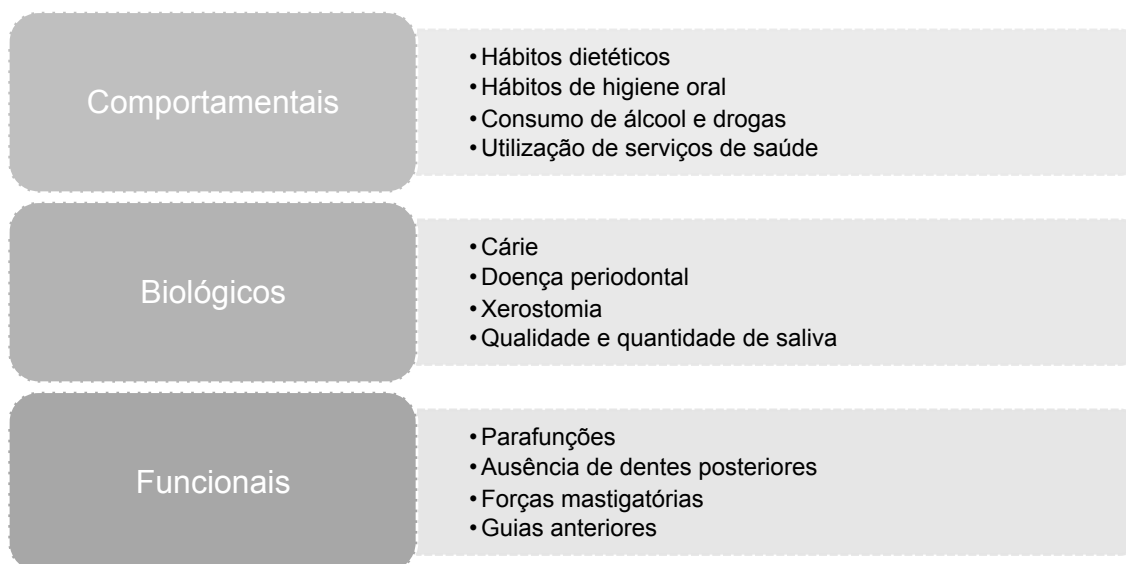 Comportamentais
•Hábitos dietéticos
•Hábitos de higiene oral
•Consumo de álcool e drogas
•Utilização de serviços de saúde
Biológicos
•Cárie
•Doença periodontal
•Xerostomia
•Qualidade e quantidade de saliva
Funcionais
•Parafunções
•Ausência de dentes posteriores
•Forças mastigatórias
•Guias anteriores